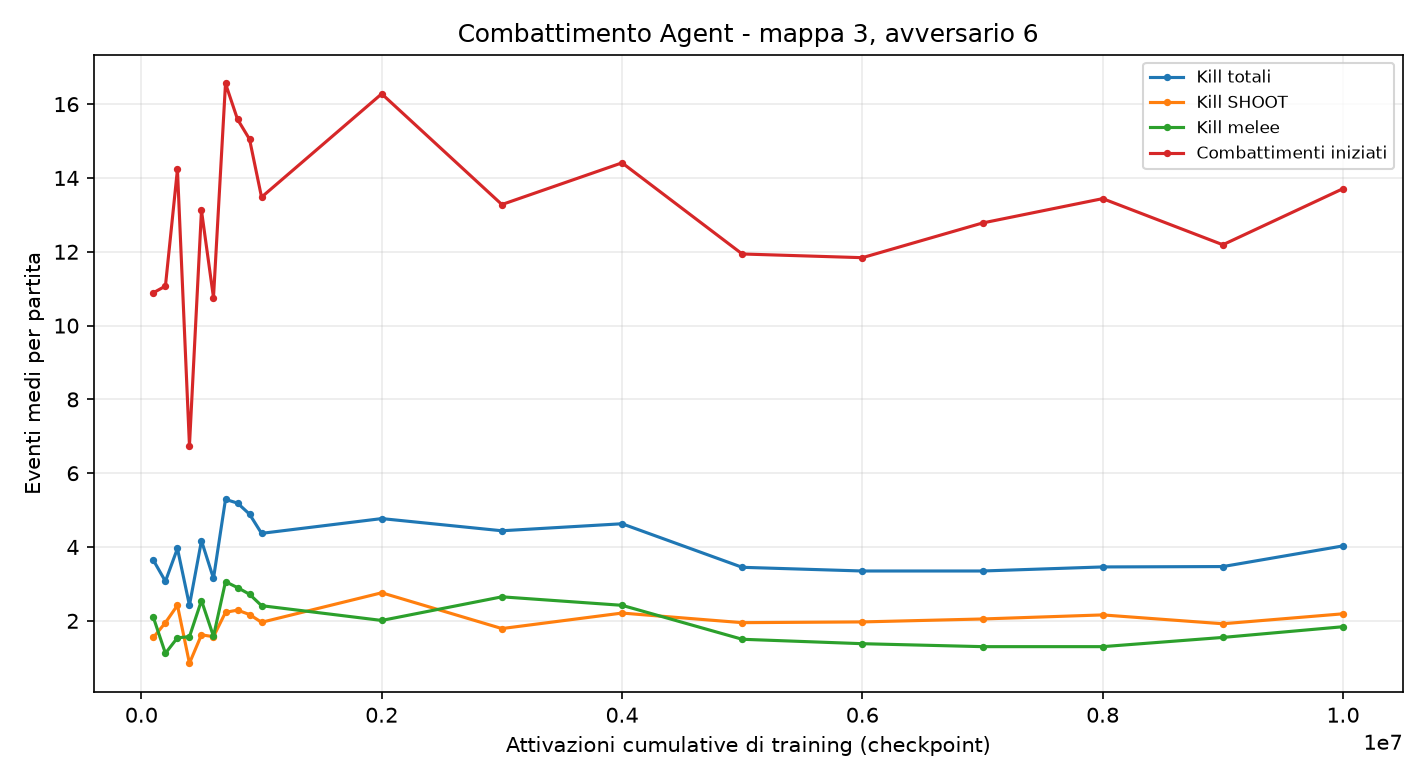 Combattimento Agent - mappa 3, avversario 6
Kill totali
Kill SHOOT
Kill melee
Combattimenti iniziati
Eventi medi per partita
16
14
12
10
8
6
4
2
0.0 0.2 0.4 0.6 0.8 1.0
1e7
Attivazioni cumulative di training (checkpoint)